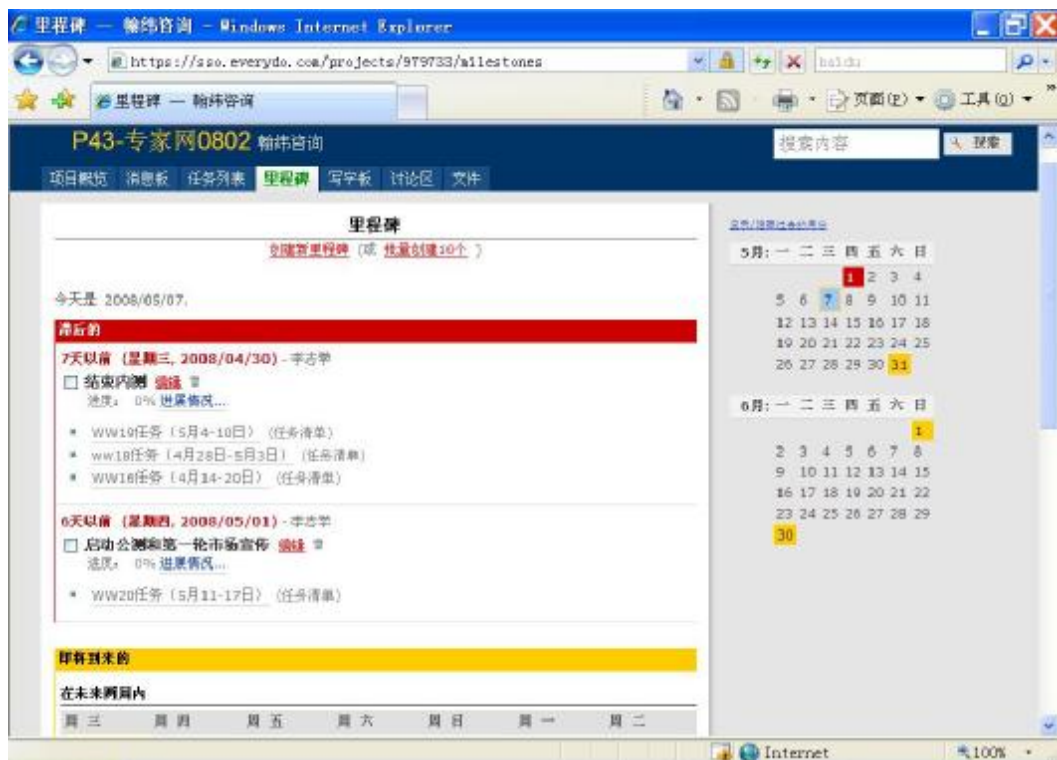 里程碑 — 翰纬咨询 - Windows Internet Explorer
https://sso.everydo.com/projects/979733/milestones
baidu
里程碑 — 翰纬咨询
页面(P)
工具(O)
P43-专家网0802 翰纬咨询
搜索内容
搜索
项目概览 消息板 任务列表 里程碑 写字板 讨论区 文件
里程碑
创建新里程碑 (或 批量创建10个 )
今天是 2008/05/07.
滞后的
7天以前 (星期三, 2008/04/30) - 李志学
结束内测 编辑
进度: 0% 进展情况...
WW19任务 (5月4-10日) (任务清单)
ww18任务 (4月28日-5月3日) (任务清单)
WW16任务 (4月14-20日) (任务清单)
6天以前 (星期四, 2008/05/01) - 李志学
启动公测和第一轮市场宣传 编辑
进度: 0% 进展情况...
WW20任务 (5月11-17日) (任务清单)
即将到来的
在未来两周内
周三 周四 周五 周六 周日 周一 周二
5月: 一 二 三 四 五 六 日
1 2 3 4
5 6 7 8 9 10 11
12 13 14 15 16 17 18
19 20 21 22 23 24 25
26 27 28 29 30 31
6月: 一 二 三 四 五 六 日
1
2 3 4 5 6 7 8
9 10 11 12 13 14 15
16 17 18 19 20 21 22
23 24 25 26 27 28 29
30
Internet
100%